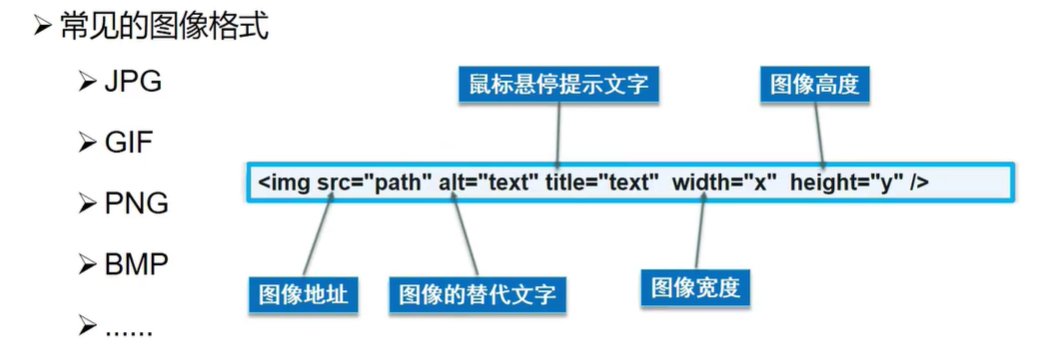 常见的图像格式
JPG
GIF
PNG
BMP
......
鼠标悬停提示文字
图像高度
<img src="path" alt="text" title="text" width="x" height="y" />
图像地址
图像的替代文字
图像宽度